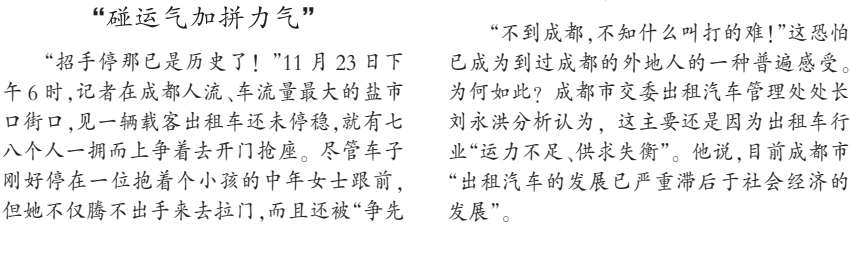 “碰运气加拼力气”
“招手停那已是历史了！”11月23日下
午6时,记者在成都人流、车流量最大的盐市
口街口,见一辆载客出租车还未停稳,就有七
八个人一拥而上争着去开门抢座。尽管车子
刚好停在一位抱着个小孩的中年女士跟前,
但她不仅腾不出手来去拉门,而且还被“争先
“不到成都,不知什么叫打的难!”这恐怕
已成为到过成都的外地人的一种普遍感受。
为何如此？成都市交委出租汽车管理处处长
刘永洪分析认为，这主要还是因为出租车行
业“运力不足、供求失衡”。他说,目前成都市
“出租汽车的发展已严重滞后于社会经济的
发展”。